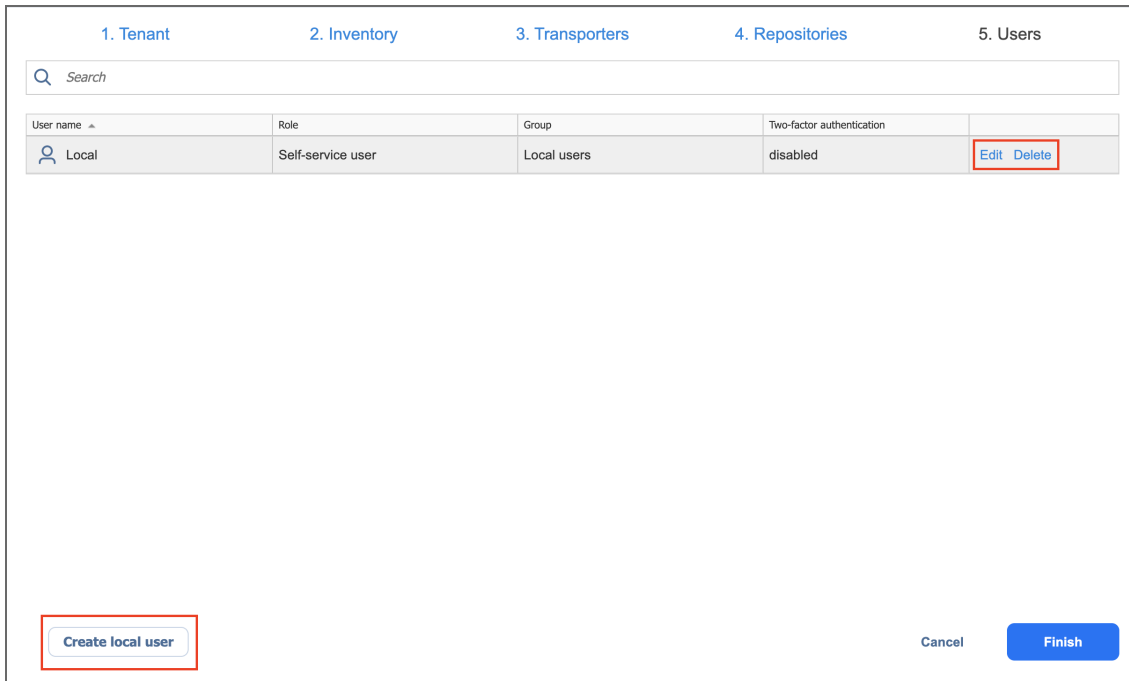 1. Tenant 2. Inventory 3. Transporters 4. Repositories 5. Users
Search
User name Role Group Two-factor authentication
Local Self-service user Local users disabled Edit Delete
Create local user Cancel Finish